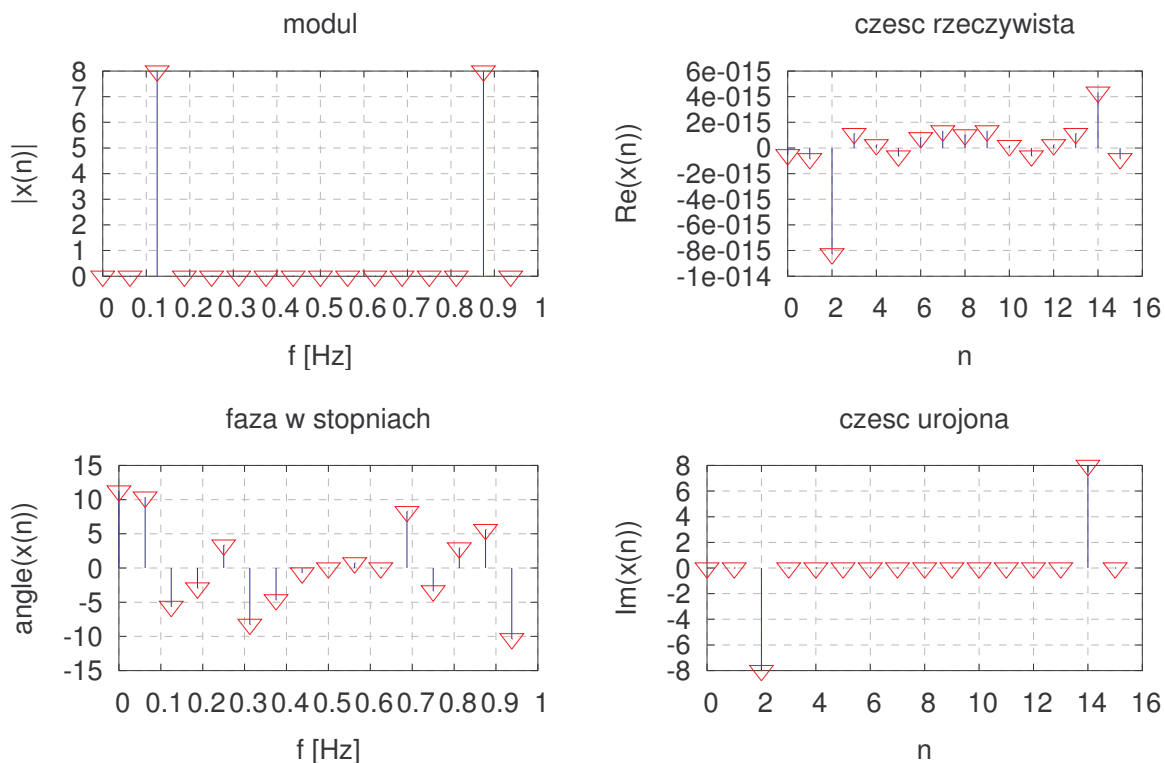 modul
8
7
6
5
4
3
2
1
0
|x(n)|
0 0.1 0.2 0.3 0.4 0.5 0.6 0.7 0.8 0.9 1
f [Hz]
czesc rzeczywista
6e-015
4e-015
2e-015
0
-2e-015
-4e-015
-6e-015
-8e-015
-1e-014
Re(x(n))
0 2 4 6 8 10 12 14 16
n
faza w stopniach
15
10
5
0
-5
-10
-15
angle(x(n))
0 0.1 0.2 0.3 0.4 0.5 0.6 0.7 0.8 0.9 1
f [Hz]
czesc urojona
8
6
4
2
0
-2
-4
-6
-8
Im(x(n))
0 2 4 6 8 10 12 14 16
n